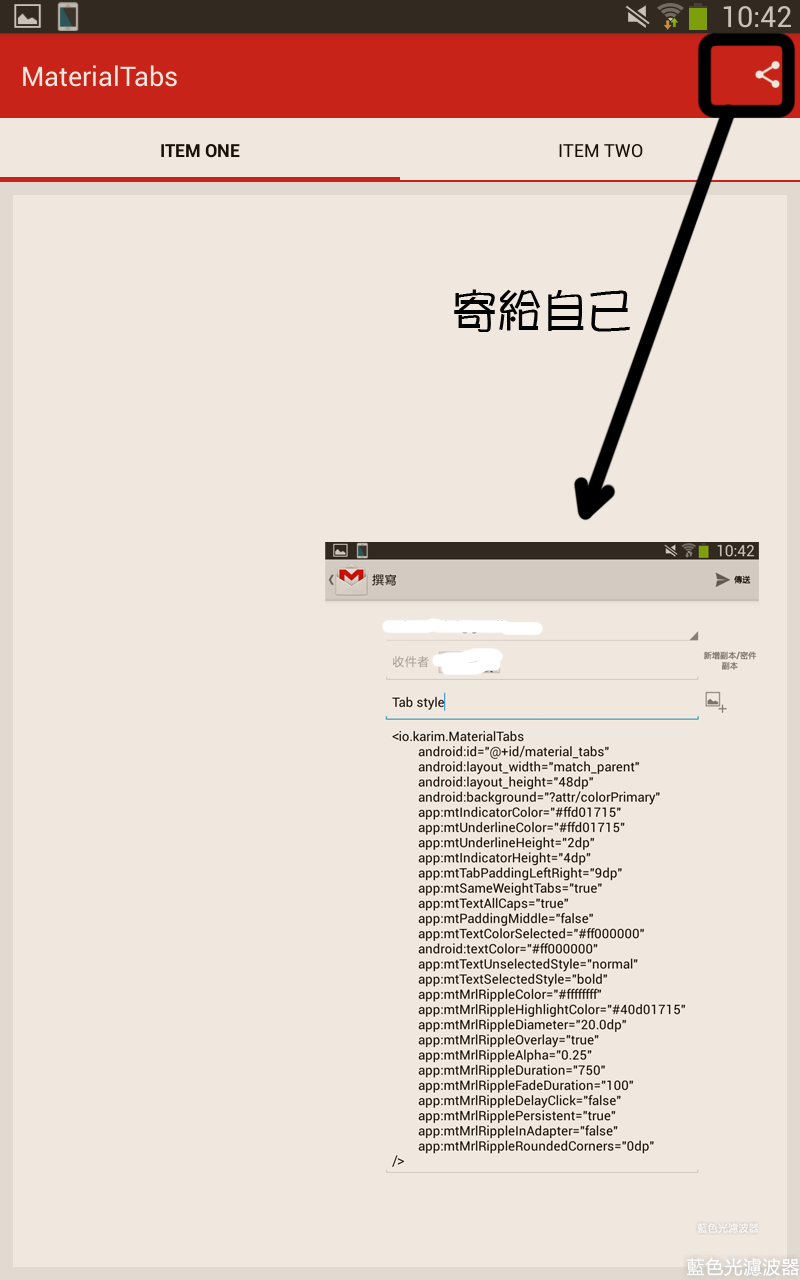 10:42
MaterialTabs
ITEM ONE
ITEM TWO
寄給自己
10:42
撰寫
傳送
收件者
新增副本/密件
副本
Tab style
<io.karim.MaterialTabs
android:id="@+id/material_tabs"
android:layout_width="match_parent"
android:layout_height="48dp"
android:background="?attr/colorPrimary"
app:mtIndicatorColor="#ffd01715"
app:mtUnderlineColor="#ffd01715"
app:mtUnderlineHeight="2dp"
app:mtIndicatorHeight="4dp"
app:mtTabPaddingLeftRight="9dp"
app:mtSameWeightTabs="true"
app:mtTextAllCaps="true"
app:mtPaddingMiddle="false"
app:mtTextColorSelected="#ff000000"
android:textColor="#ff000000"
app:mtTextUnselectedStyle="normal"
app:mtTextSelectedStyle="bold"
app:mtMrlRippleColor="#ffffffff"
app:mtMrlRippleHighlightColor="#40d01715"
app:mtMrlRippleDiameter="20.0dp"
app:mtMrlRippleOverlay="true"
app:mtMrlRippleAlpha="0.25"
app:mtMrlRippleDuration="750"
app:mtMrlRippleFadeDuration="100"
app:mtMrlRippleDelayClick="false"
app:mtMrlRipplePersistent="true"
app:mtMrlRippleInAdapter="false"
app:mtMrlRippleRoundedCorners="0dp"
/>
藍色光濾波器
藍色光濾波器